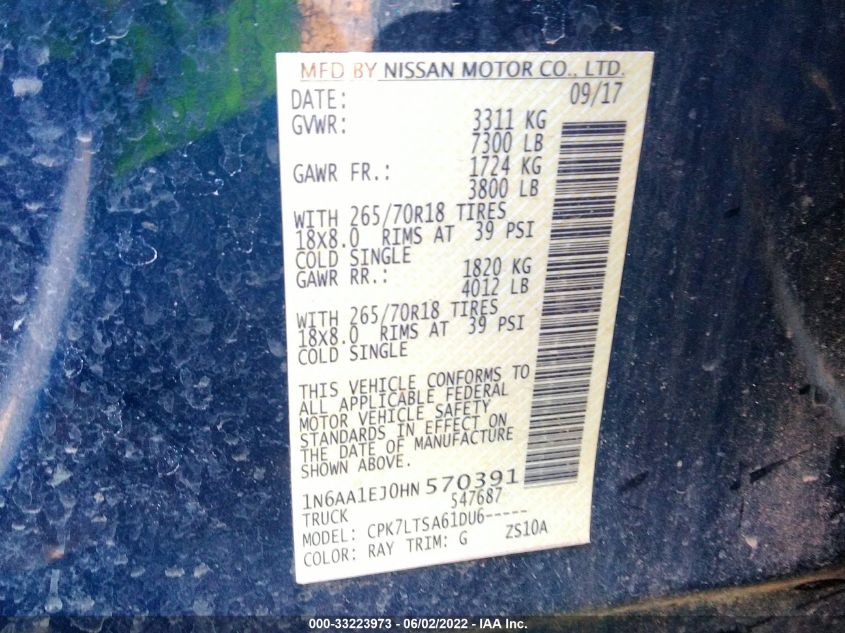 MFD BY NISSAN MOTOR CO., LTD.
DATE: 09/17
GVWR: 3311 KG
7300 LB
GAWR FR.: 1724 KG
3800 LB
WITH 265/70R18 TIRES
18X8.0 RIMS AT 39 PSI
COLD SINGLE
GAWR RR.: 1820 KG
4012 LB
WITH 265/70R18 TIRES
18X8.0 RIMS AT 39 PSI
COLD SINGLE
THIS VEHICLE CONFORMS TO
ALL APPLICABLE FEDERAL
MOTOR VEHICLE SAFETY
STANDARDS IN EFFECT ON
THE DATE OF MANUFACTURE
SHOWN ABOVE.
1N6AA1EJ0HN570391
TRUCK 547687
MODEL: CPK7LTSA61DU6-----
COLOR: RAY TRIM: G ZS10A
000-33223973 - 06/02/2022 - IAA Inc.